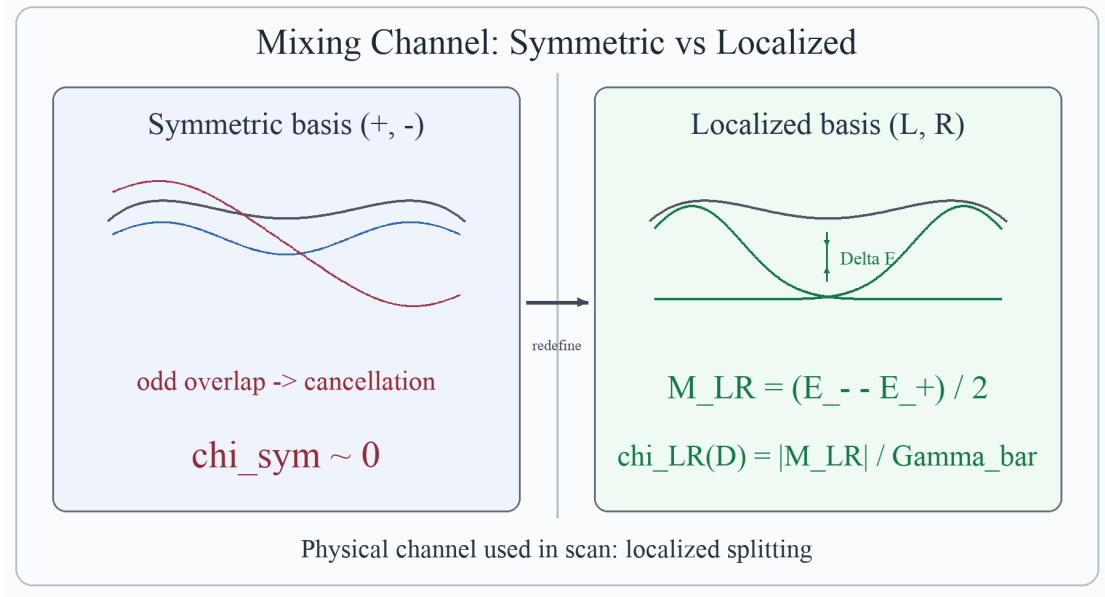 Mixing Channel: Symmetric vs Localized
Symmetric basis (+, -)
odd overlap -> cancellation
chi_sym ~ 0
redefine
Localized basis (L, R)
Delta E
M_LR = (E_- - E_+) / 2
chi_LR(D) = |M_LR| / Gamma_bar
Physical channel used in scan: localized splitting